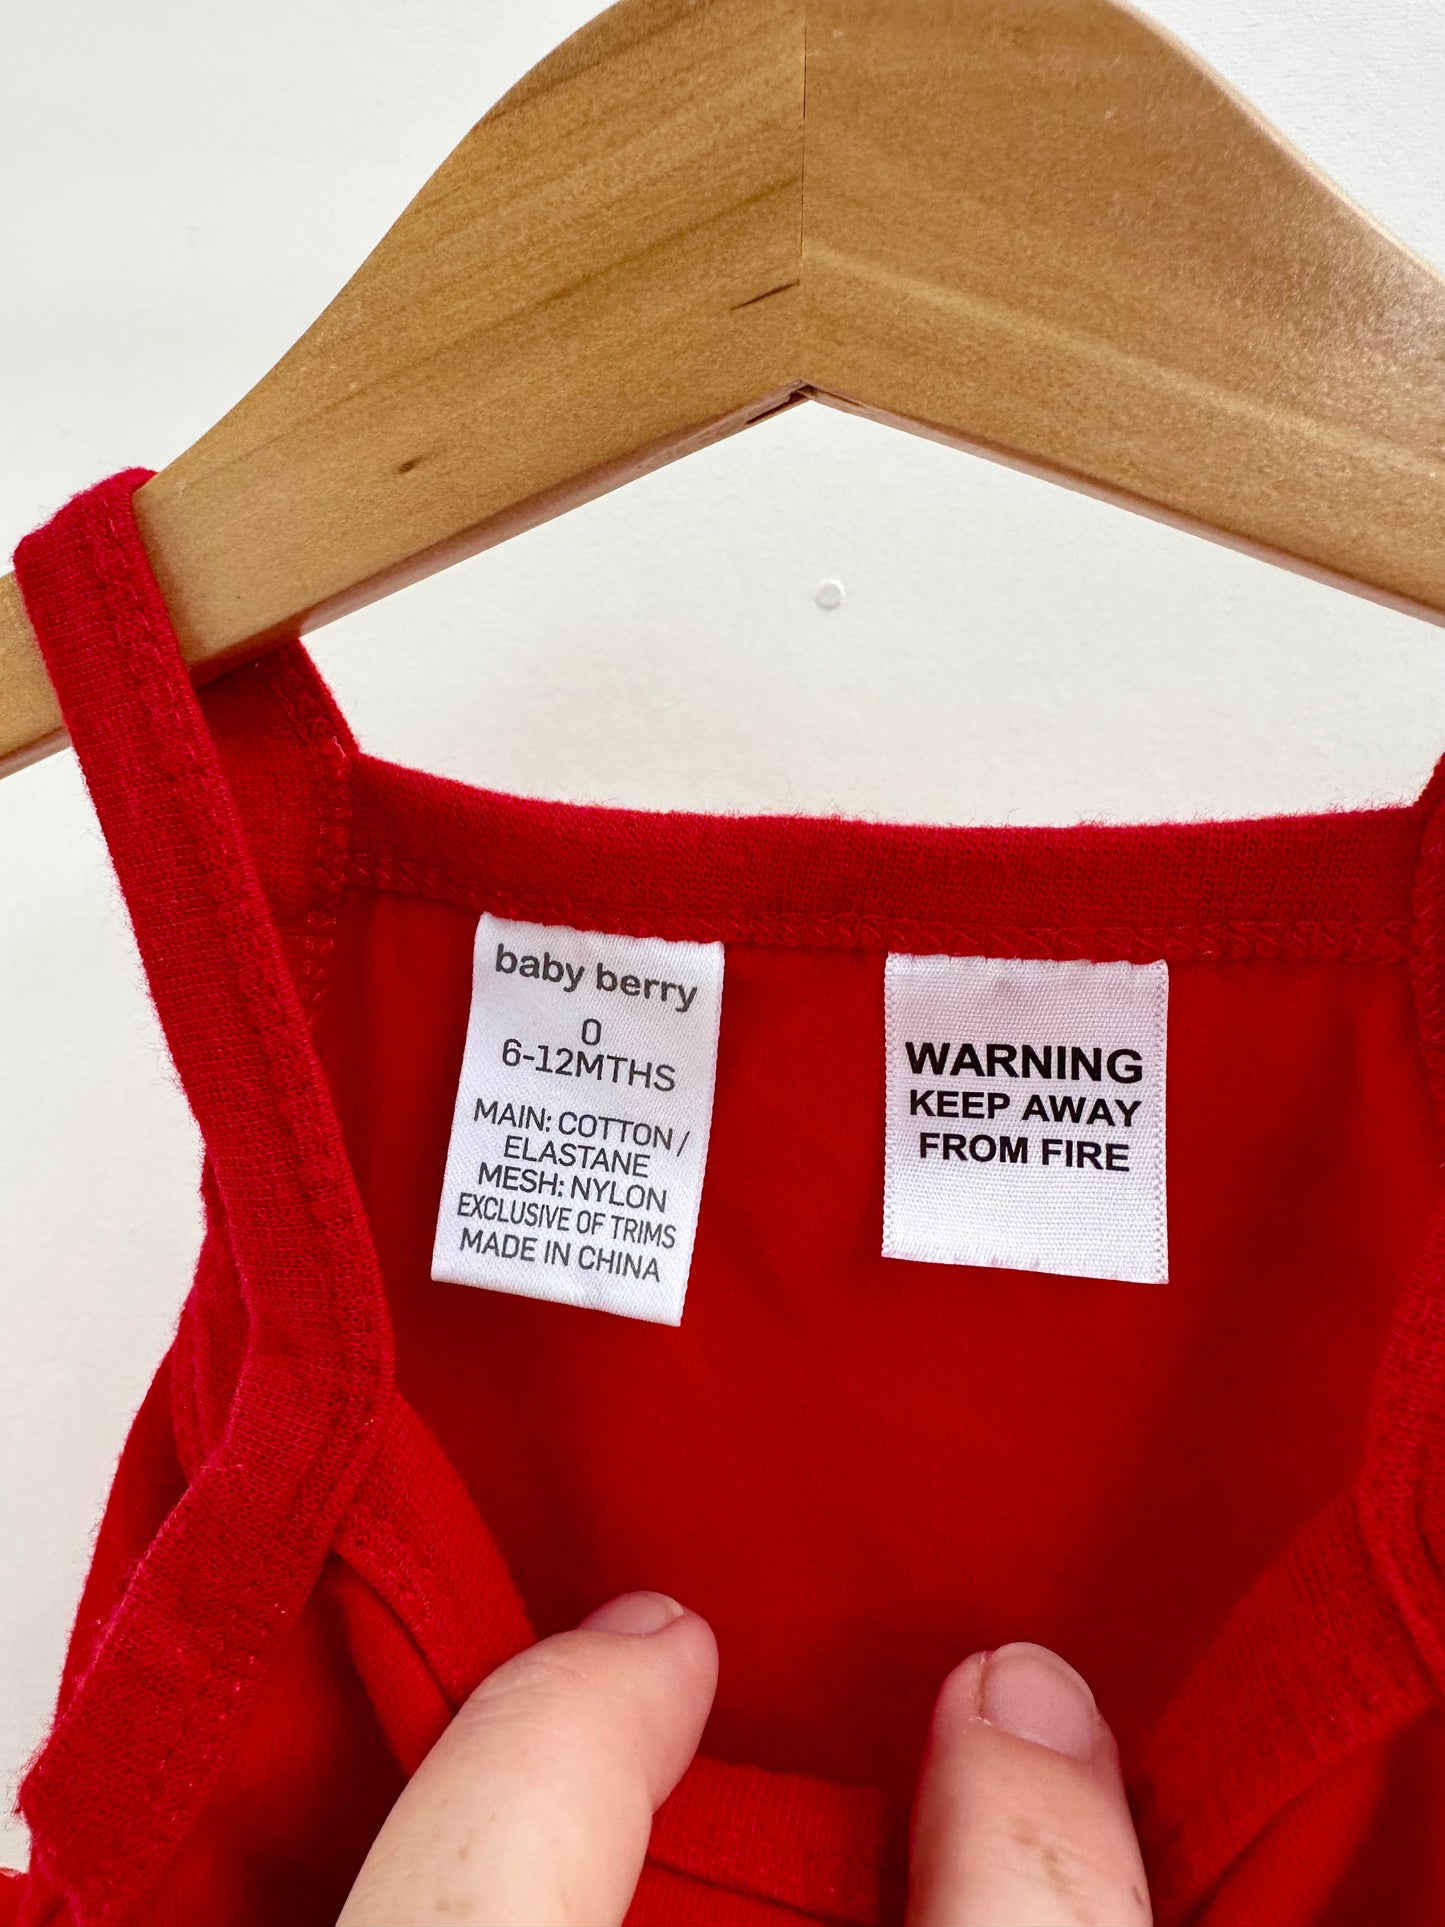 baby berry
0
6-12MTHS
MAIN: COTTON /
ELASTANE
MESH: NYLON
EXCLUSIVE OF TRIMS
MADE IN CHINA
WARNING
KEEP AWAY
FROM FIRE